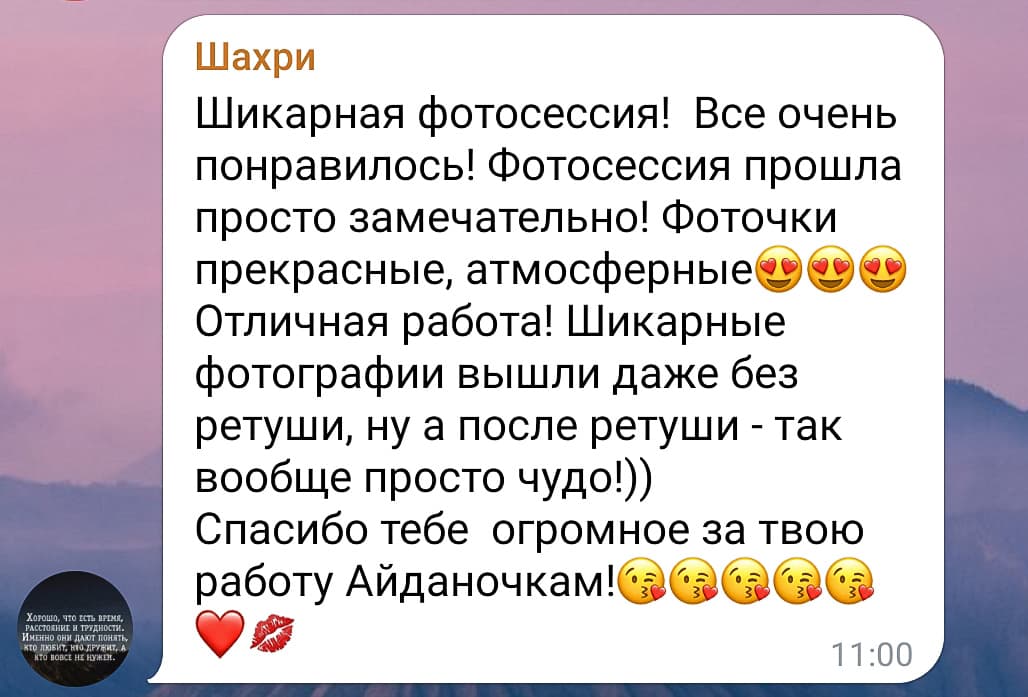 Шахри
Шикарная фотосессия!  Все очень
понравилось! Фотосессия прошла
просто замечательно! Фоточки
прекрасные, атмосферные😍😍😍
Отличная работа! Шикарные
фотографии вышли даже без
ретуши, ну а после ретуши - так
вообще просто чудо!))
Спасибо тебе  огромное за твою
работу Айданочкам!😘😘😘😘😘
❤️💋
11:00
Хорошо, что есть время,
расстояние и трудности.
Именно они дают понять,
кто любит, кто дружит, а
кто вовсе не нужен.